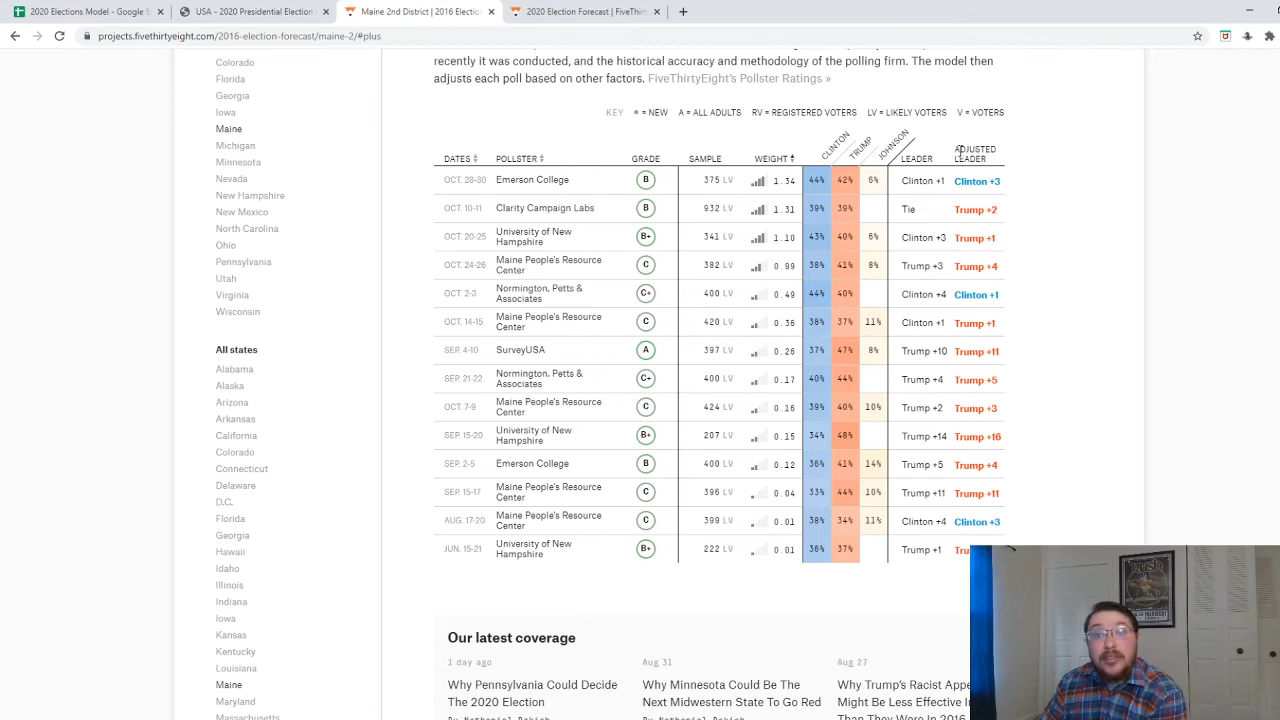 2020 Elections Model - Google S
USA - 2020 Presidential Election
Maine 2nd District | 2016 Electio
2020 Election Forecast | FiveThirt
projects.fivethirtyeight.com/2016-election-forecast/maine-2/#plus
Colorado
Florida
Georgia
Iowa
Maine
Michigan
Minnesota
Nevada
New Hampshire
New Mexico
North Carolina
Ohio
Pennsylvania
Utah
Virginia
Wisconsin
All states
Alabama
Alaska
Arizona
Arkansas
California
Colorado
Connecticut
Delaware
D.C.
Florida
Georgia
Hawaii
Idaho
Illinois
Indiana
Iowa
Kansas
Kentucky
Louisiana
Maine
Maryland
Massachusetts
recently it was conducted, and the historical accuracy and methodology of the polling firm. The model then
adjusts each poll based on other factors. FiveThirtyEight's Pollster Ratings »
KEY = NEW A = ALL ADULTS RV = REGISTERED VOTERS LV = LIKELY VOTERS V = VOTERS
DATES POLLSTER GRADE SAMPLE WEIGHT CLINTON TRUMP JOHNSON LEADER ADJUSTED LEADER
OCT. 28-30 Emerson College B 375 LV 1.34 44% 42% 6% Clinton +1 Clinton +3
OCT. 10-11 Clarity Campaign Labs B 932 LV 1.31 39% 39% Tie Trump +2
OCT. 20-25 University of New Hampshire B+ 341 LV 1.10 43% 40% 6% Clinton +3 Trump +1
OCT. 24-26 Maine People's Resource Center C 382 LV 0.99 38% 41% 8% Trump +3 Trump +4
OCT. 2-3 Normington, Petts & Associates C+ 400 LV 0.49 44% 40% Clinton +4 Clinton +1
OCT. 14-15 Maine People's Resource Center C 420 LV 0.36 38% 37% 11% Clinton +1 Trump +1
SEP. 4-10 SurveyUSA A 397 LV 0.26 37% 47% 8% Trump +10 Trump +11
SEP. 21-22 Normington, Petts & Associates C+ 400 LV 0.17 40% 44% Trump +4 Trump +5
OCT. 7-9 Maine People's Resource Center C 424 LV 0.16 39% 40% 10% Trump +2 Trump +3
SEP. 15-20 University of New Hampshire B+ 207 LV 0.15 34% 48% Trump +14 Trump +16
SEP. 2-5 Emerson College B 400 LV 0.12 36% 41% 14% Trump +5 Trump +4
SEP. 15-17 Maine People's Resource Center C 396 LV 0.04 33% 44% 10% Trump +11 Trump +11
AUG. 17-20 Maine People's Resource Center C 399 LV 0.01 38% 34% 11% Clinton +4 Clinton +3
JUN. 15-21 University of New Hampshire B+ 222 LV 0.01 36% 37% Trump +1 Tru
Our latest coverage
1 day ago
Why Pennsylvania Could Decide
The 2020 Election
Aug 31
Why Minnesota Could Be The
Next Midwestern State To Go Red
Aug 27
Why Trump's Racist Appe
Might Be Less Effective I
Than They Were In 2016
RUSH